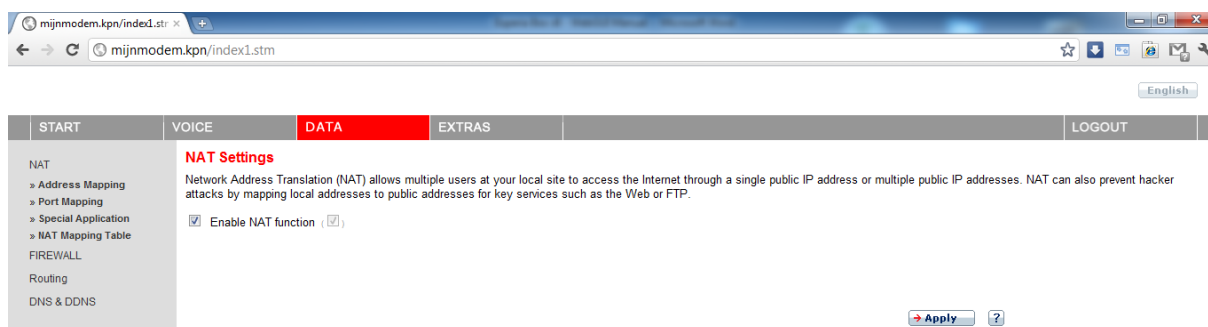 mijnmodem.kpn/index1.str
mijnmodem.kpn/index1.stm
English
START VOICE DATA EXTRAS LOGOUT
NAT
» Address Mapping
» Port Mapping
» Special Application
» NAT Mapping Table
FIREWALL
Routing
DNS & DDNS
NAT Settings
Network Address Translation (NAT) allows multiple users at your local site to access the Internet through a single public IP address or multiple public IP addresses. NAT can also prevent hacker
attacks by mapping local addresses to public addresses for key services such as the Web or FTP.
Enable NAT function ( )
Apply ?